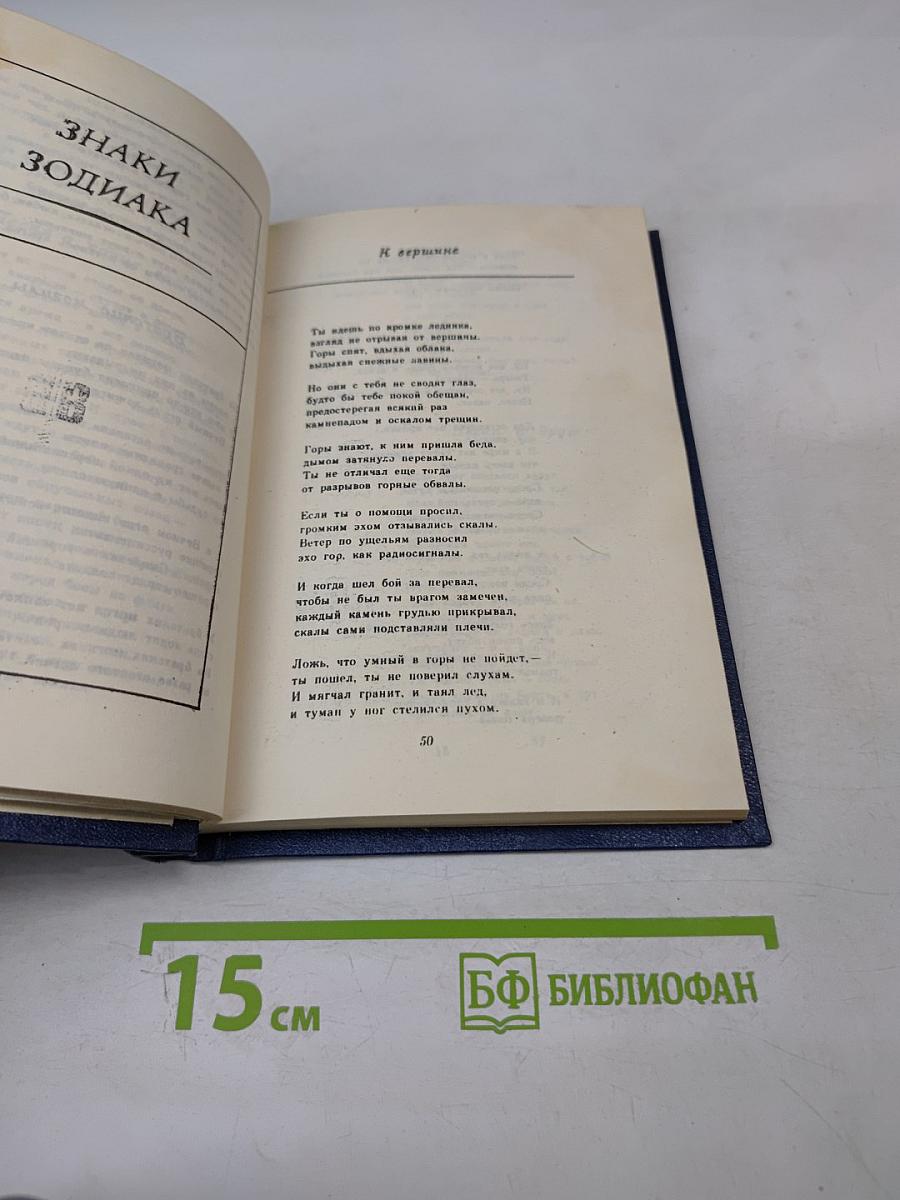 ЗНАКИ
ЗОДИАКА
К вершине
Ты идешь по кромке ледника,
взгляд не отрывая от вершины.
Горы спят, вдыхая облака,
выдыхая снежные лавины.
Но они с тебя не сводят глаз,
будто бы тебе покой обещан,
предостерегая всякий раз
камнепадом и оскалом трещин.
Горы знают, к ним пришла беда,
дымом затянуло перевалы.
Ты не отличал еще тогда
от разрывов горные обвалы.
Если ты о помощи просил,
громким эхом отзывались скалы.
Ветер по ущельям разносил
эхо гор, как радиосигналы.
И когда шел бой за перевал,
чтобы не был ты врагом замечен,
каждый камень грудью прикрывал,
скалы сами подставляли плечи.
Ложь, что умный в горы не пойдет,—
ты пошел, ты не поверил слухам.
И мягчал гранит, и таял лед,
и туман у ног стелился пухом.
50
15 см
БФ БИБЛИОФАН